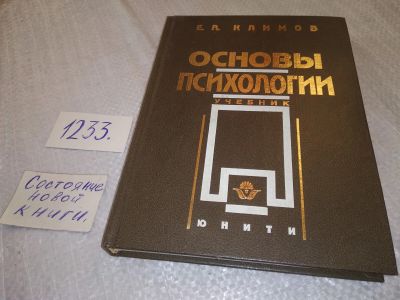 Е.А. КЛИМОВ
ОСНОВЫ
ПСИХОЛОГИИ
УЧЕБНИК
ЮНИТИ
1233.
Состояние
новой
книги.